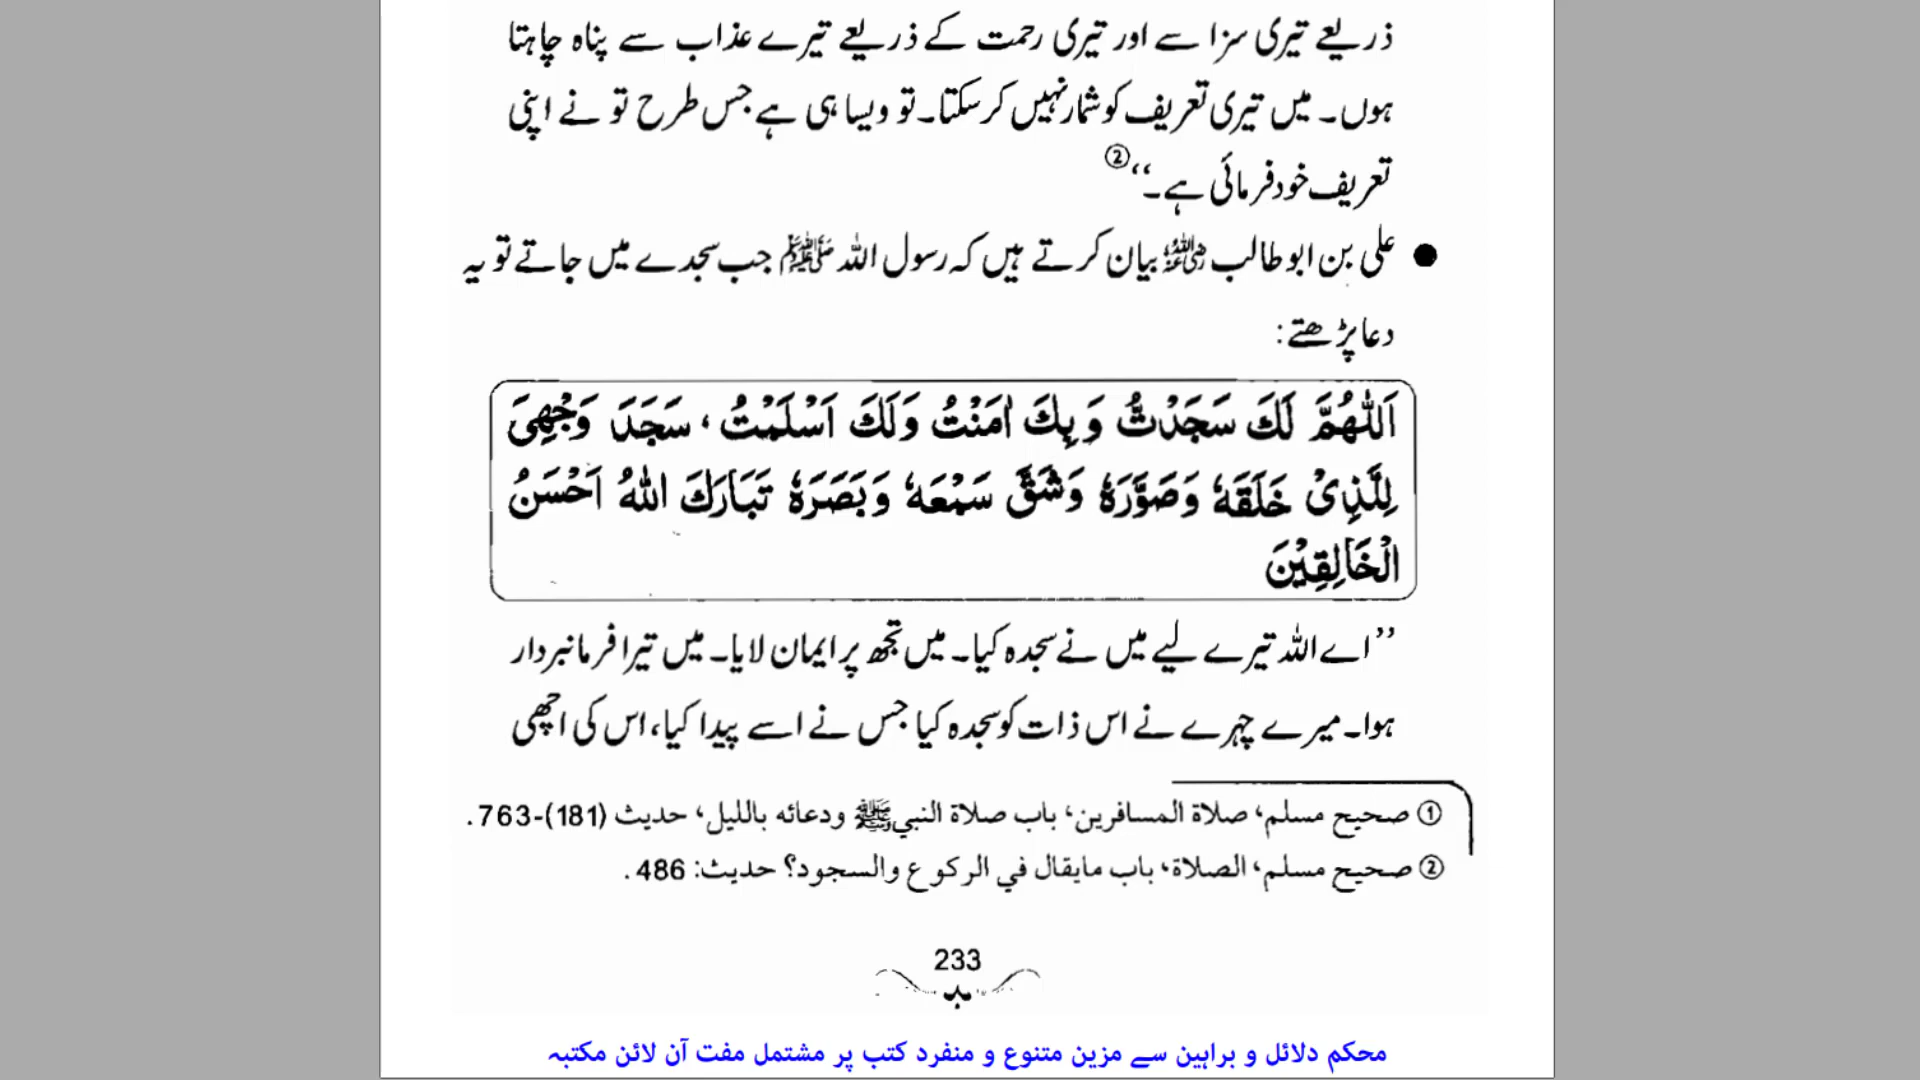 ذریعے تیری سزا سے اور تیری رحمت کے ذریعے تیرے عذاب سے پناہ چاہتا
ہوں۔ میں تیری تعریف کو شمار نہیں کر سکتا۔ تو ویسا ہی ہے جس طرح تو نے اپنی
تعریف خود فرمائی ہے۔‘‘②
● علی بن ابو طالب رضی اللہ عنہ بیان کرتے ہیں کہ رسول اللہ ﷺ جب سجدے میں جاتے تو یہ
دعا پڑھتے:
اَللّٰهُمَّ لَكَ سَجَدْتُّ وَ بِكَ اٰمَنْتُ وَلَكَ اَسْلَمْتُ، سَجَدَ وَجْهِىَ
لِلَّذِىْ خَلَقَهٗ وَصَوَّرَهٗ وَشَقَّ سَمْعَهٗ وَبَصَرَهٗ تَبَارَكَ اللّٰهُ اَحْسَنُ
الْخَالِقِيْنَ
’’اے اللہ تیرے لیے میں نے سجدہ کیا۔ میں تجھ پر ایمان لایا۔ میں تیرا فرمانبردار
ہوا۔ میرے چہرے نے اس ذات کو سجدہ کیا جس نے اسے پیدا کیا، اس کی اچھی
① صحيح مسلم، صلاة المسافرين، باب صلاة النبي ﷺ ودعائه بالليل، حديث (181)-763.
② صحيح مسلم، الصلاة، باب مايقال في الركوع والسجود؟ حديث: 486.
233
محکم دلائل و براہین سے مزین متنوع و منفرد کتب پر مشتمل مفت آن لائن مکتبہ